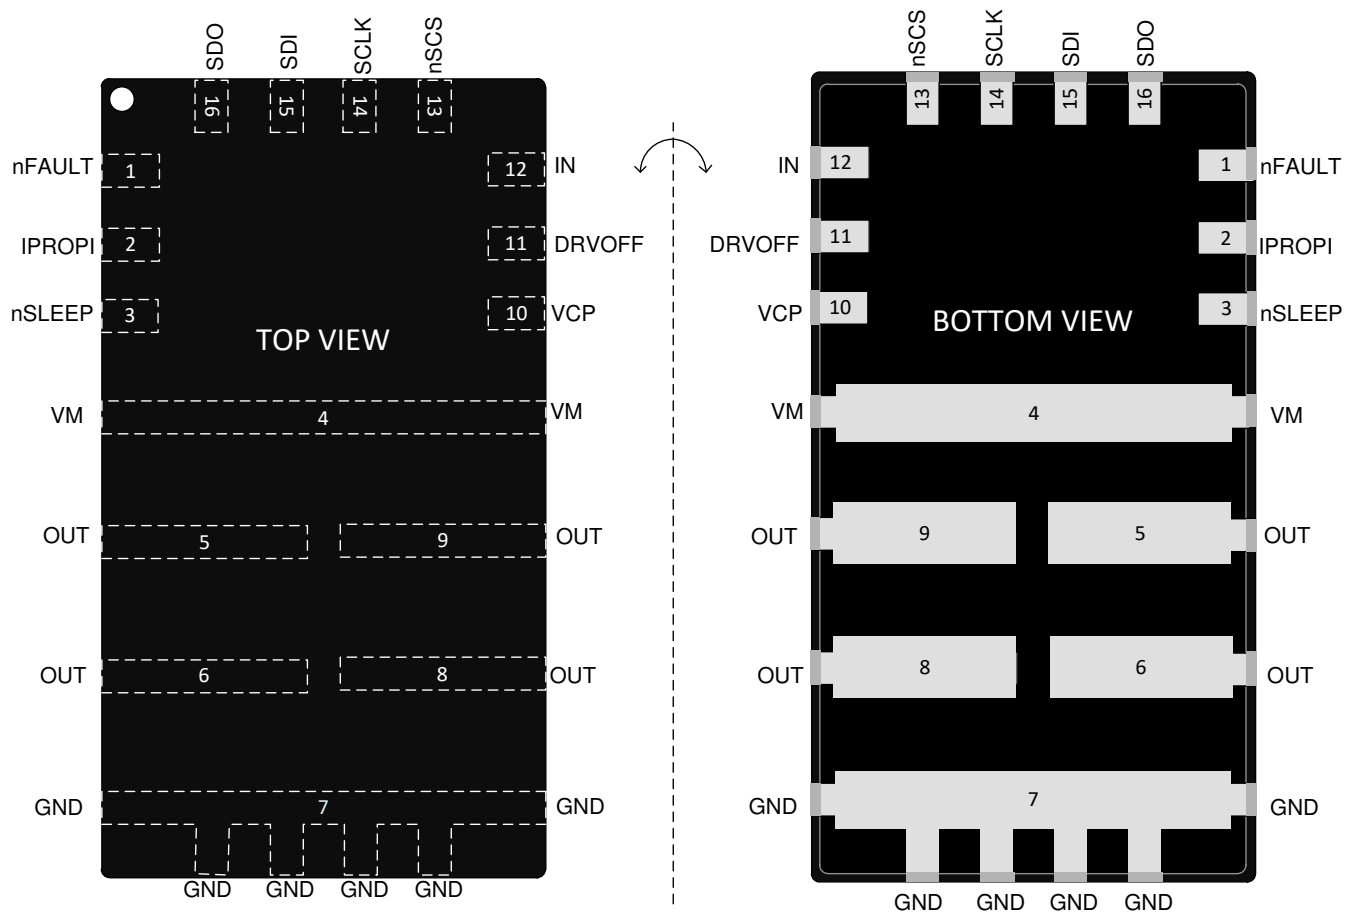 SDO
SDI
SCLK
nSCS
16
15
14
13
nFAULT
1
12
IN
IPROPI
2
11
DRVOFF
nSLEEP
3
10
VCP
TOP VIEW
VM
4
VM
OUT
5
9
OUT
OUT
6
8
OUT
GND
7
GND
GND
GND
GND
GND
nSCS
SCLK
SDI
SDO
13
14
15
16
IN
12
1
nFAULT
DRVOFF
11
2
IPROPI
VCP
10
3
nSLEEP
BOTTOM VIEW
VM
4
VM
OUT
9
5
OUT
OUT
8
6
OUT
GND
7
GND
GND
GND
GND
GND